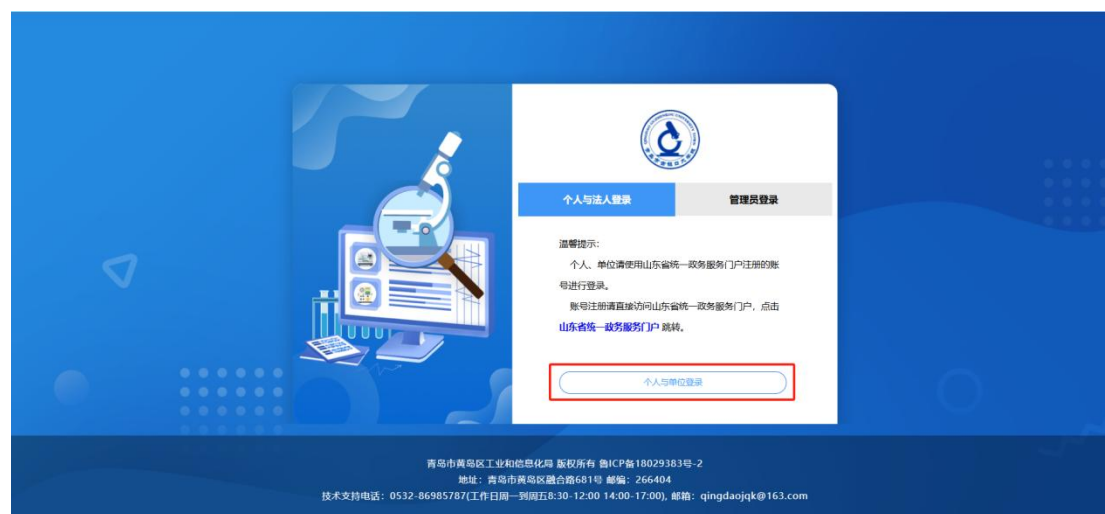 个人与法人登录
管理员登录
温馨提示：
个人、单位请使用山东省统一政务服务门户注册的账
号进行登录。
账号注册请直接访问山东省统一政务服务门户，点击
山东省统一政务服务门户 跳转。
个人与单位登录
青岛市黄岛区工业和信息化局 版权所有 鲁ICP备18029383号-2
地址：青岛市黄岛区融合路681号 邮编：266404
技术支持电话：0532-86985787(工作日周一到周五8:30-12:00 14:00-17:00), 邮箱：qingdaojqk@163.com